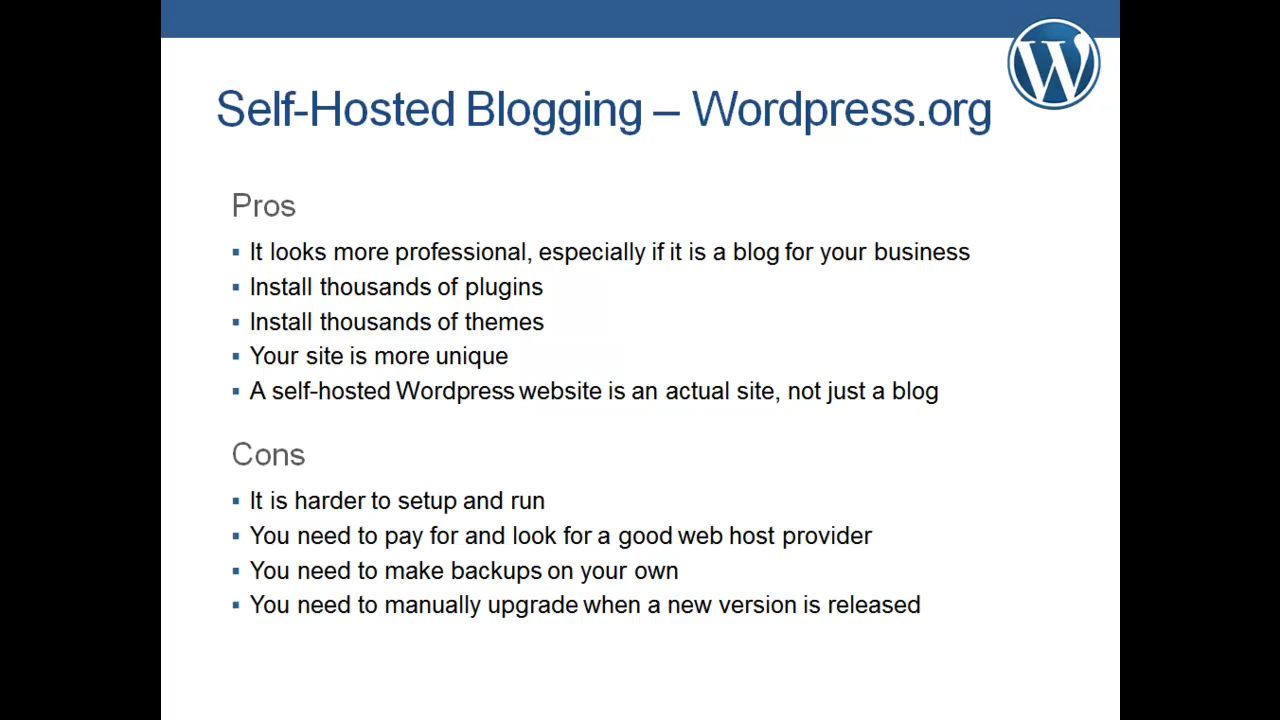 Self-Hosted Blogging – Wordpress.org
Pros
▪ It looks more professional, especially if it is a blog for your business
▪ Install thousands of plugins
▪ Install thousands of themes
▪ Your site is more unique
▪ A self-hosted Wordpress website is an actual site, not just a blog
Cons
▪ It is harder to setup and run
▪ You need to pay for and look for a good web host provider
▪ You need to make backups on your own
▪ You need to manually upgrade when a new version is released